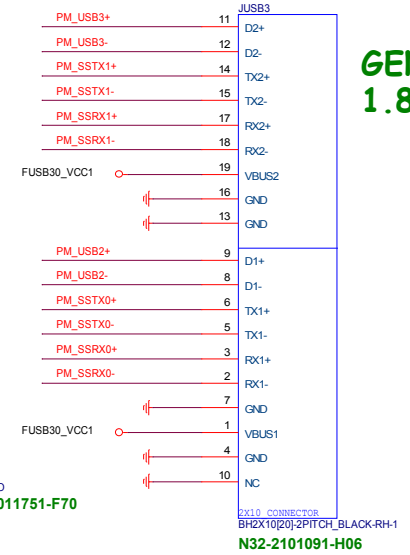 JUSB3
PM_USB3+ 11 D2+
PM_USB3- 12 D2-
PM_SSTX1+ 14 TX2+
PM_SSTX1- 15 TX2-
PM_SSRX1+ 17 RX2+
PM_SSRX1- 18 RX2-
FUSB30_VCC1 19 VBUS2
16 GND
13 GND
PM_USB2+ 9 D1+
PM_USB2- 8 D1-
PM_SSTX0+ 6 TX1+
PM_SSTX0- 5 TX1-
PM_SSRX0+ 3 RX1+
PM_SSRX0- 2 RX1-
7 GND
FUSB30_VCC1 1 VBUS1
4 GND
10 NC
2X10 CONNECTOR
BH2X10[20]-2PITCH_BLACK-RH-1
N32-2101091-H06
011751-F70
1.8